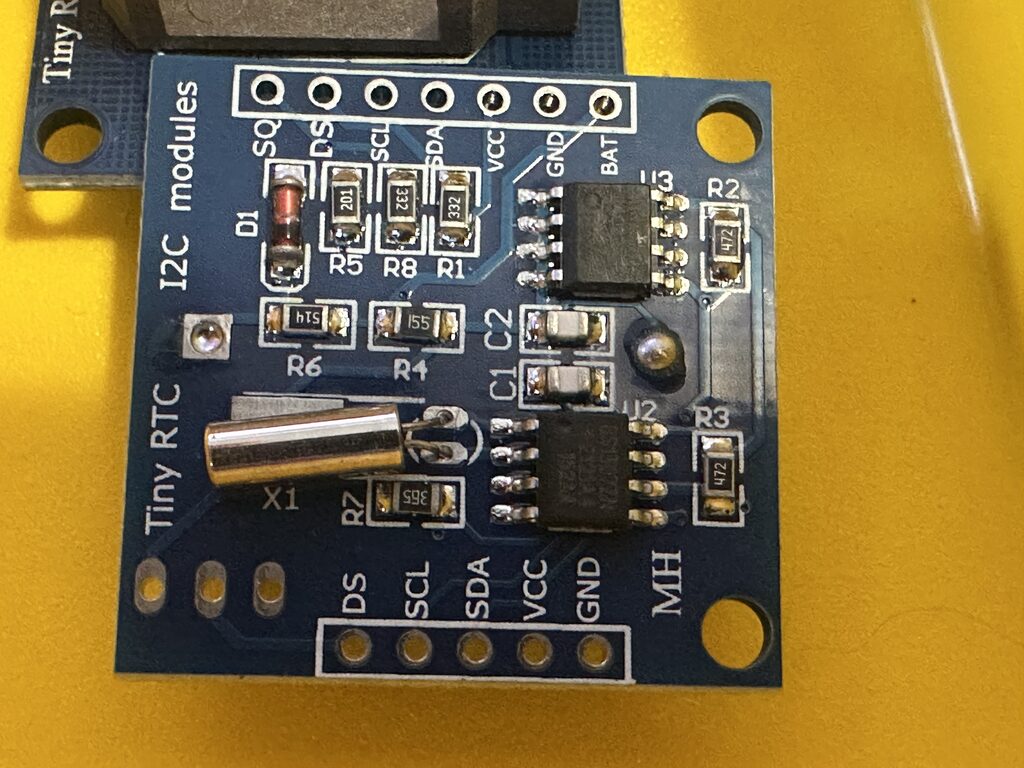 Tiny R
SQ
DS
SCL
SDA
VCC
GND
BAT
I2C modules
D1
201
232
332
R5
R8
R1
U3
R2
472
514
155
R6
R4
C2
C1
U2
R3
472
Tiny RTC
X1
R7
365
DS
SCL
SDA
VCC
GND
MH